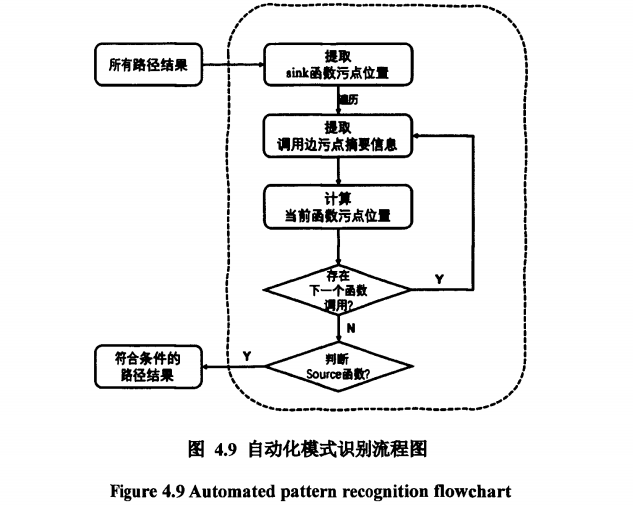 所有路径结果
提取
sink函数污点位置
遍历
提取
调用边污点摘要信息
计算
当前函数污点位置
存在
下一个函数
调用?
Y
N
判断
Source函数?
Y
符合条件的
路径结果
图 4.9 自动化模式识别流程图
Figure 4.9 Automated pattern recognition flowchart